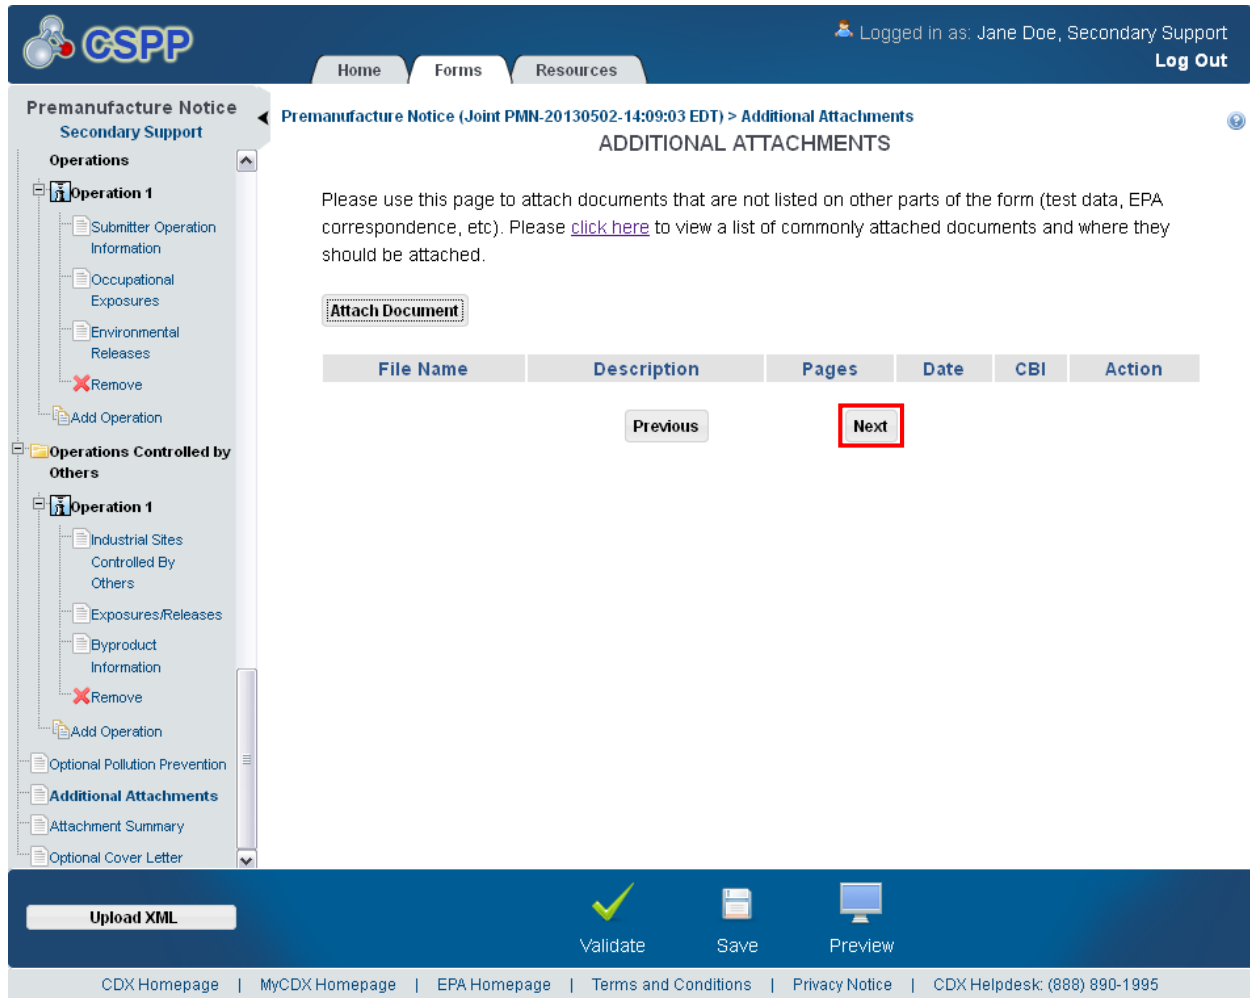 CSPP
Logged in as: Jane Doe, Secondary Support
Log Out
Home
Forms
Resources
Premanufacture Notice
Secondary Support
Operations
Operation 1
Submitter Operation
Information
Occupational
Exposures
Environmental
Releases
Remove
Add Operation
Operations Controlled by
Others
Operation 1
Industrial Sites
Controlled By
Others
Exposures/Releases
Byproduct
Information
Remove
Add Operation
Optional Pollution Prevention
Additional Attachments
Attachment Summary
Optional Cover Letter
Premanufacture Notice (Joint PMN-20130502-14:09:03 EDT) > Additional Attachments
ADDITIONAL ATTACHMENTS
Please use this page to attach documents that are not listed on other parts of the form (test data, EPA
correspondence, etc). Please click here to view a list of commonly attached documents and where they
should be attached.
Attach Document
File Name Description Pages Date CBI Action
Previous
Next
Upload XML
Validate
Save
Preview
CDX Homepage | MyCDX Homepage | EPA Homepage | Terms and Conditions | Privacy Notice | CDX Helpdesk: (888) 890-1995